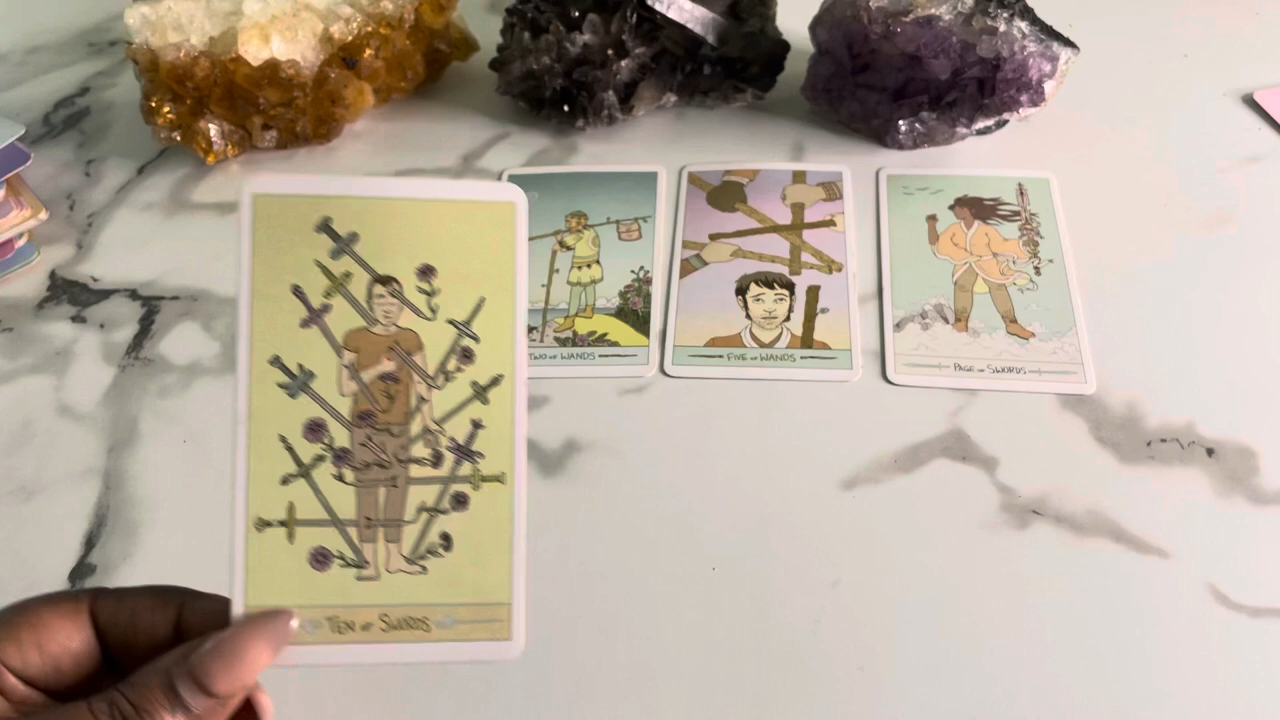 TEN OF SWORDS
TWO OF WANDS
FIVE OF WANDS
PAGE OF SWORDS